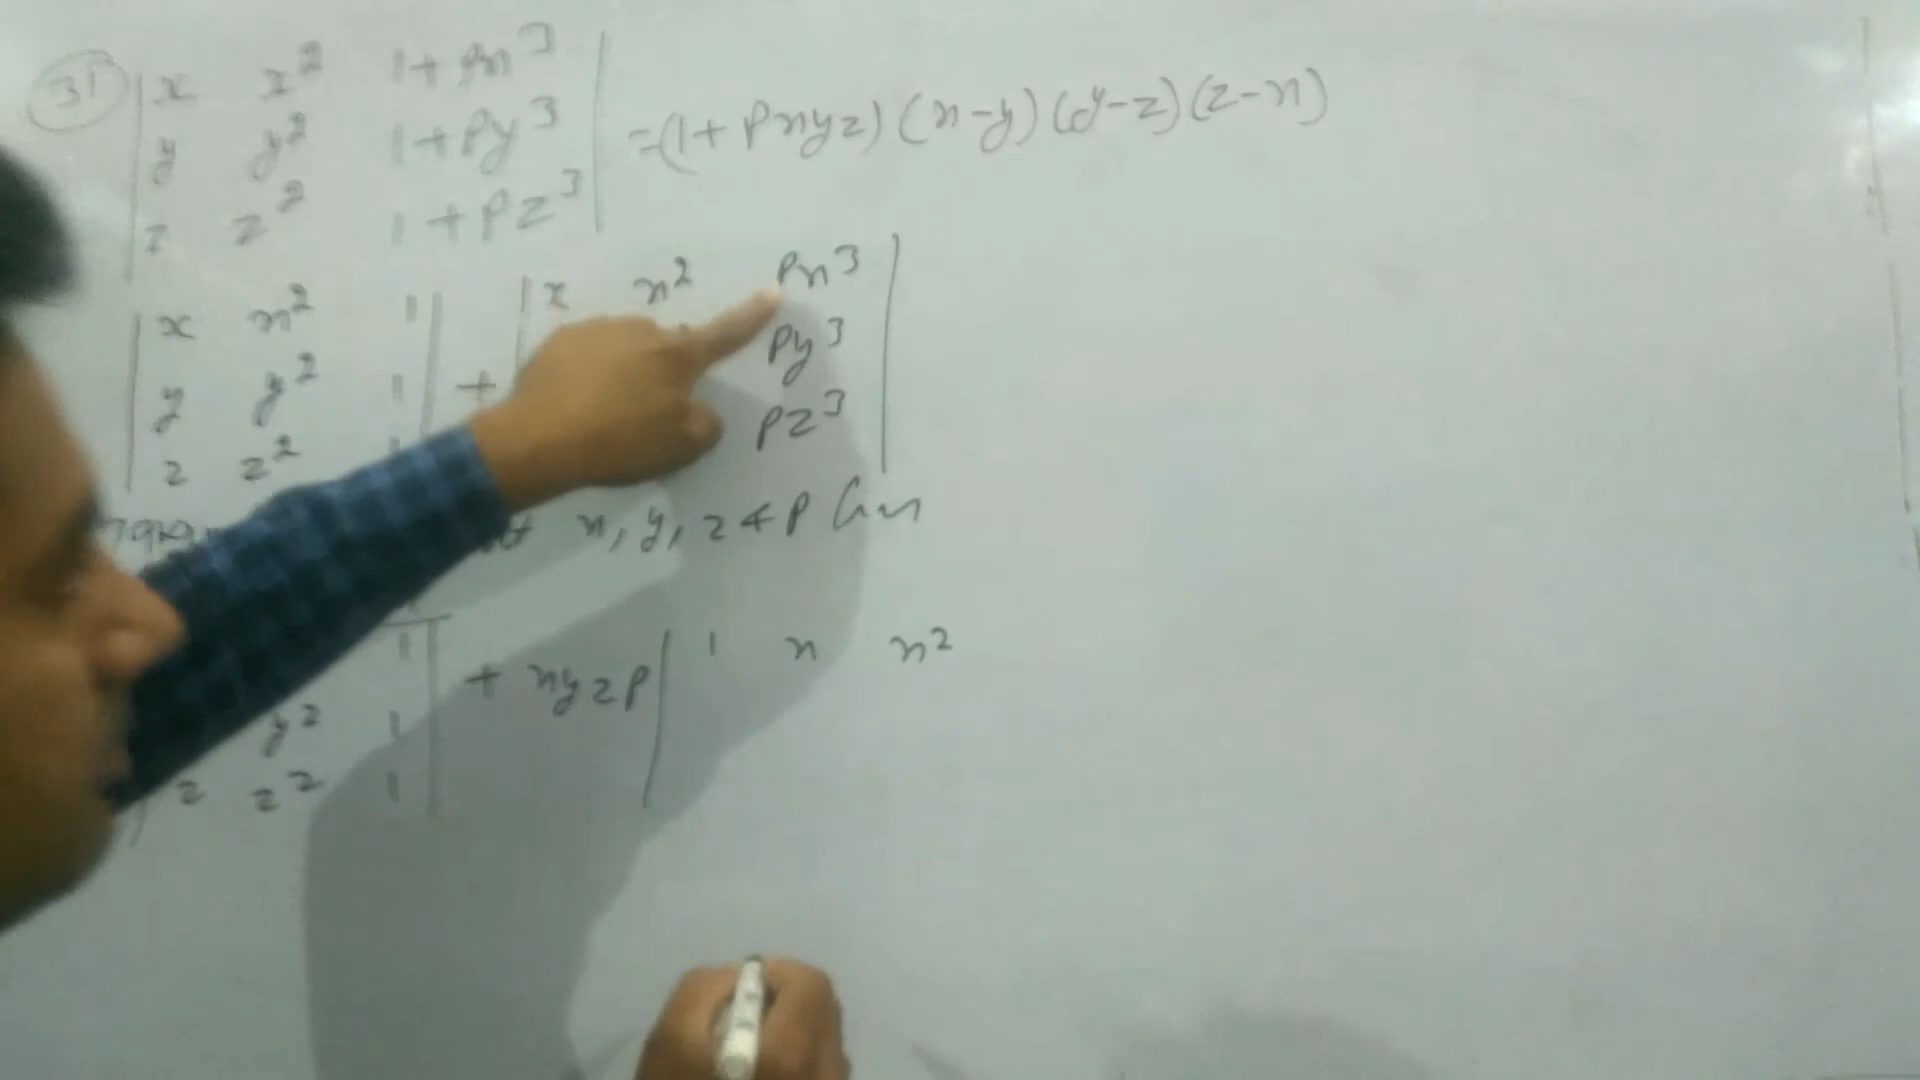 31 | x x² 1+Px³ |
| y y² 1+Py³ | =(1+Pxyz)(x-y)(y-z)(z-x)
| z z² 1+Pz³ |
| x x² 1 | | x x² Px³ |
| y y² 1 | + | Py³ |
| z z² Pz³ |
x, y, z & P
1 | + xyzP | 1 x x²
y² 1 |
z z² 1 |